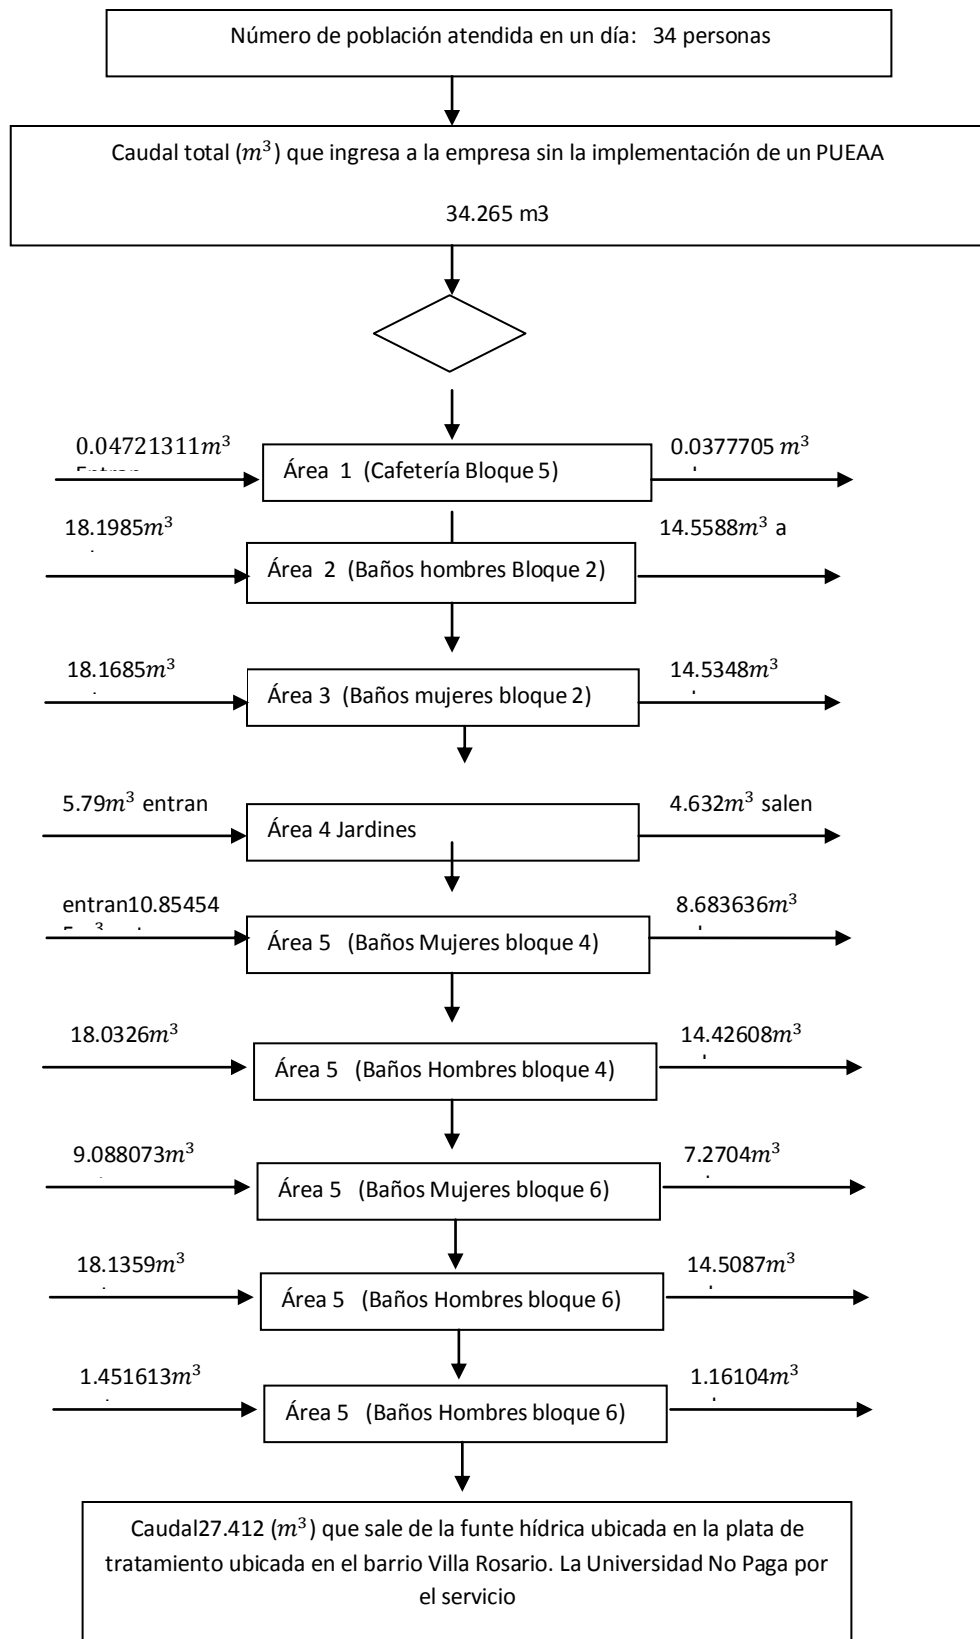 Número de población atendida en un día: 34 personas
Caudal total (m³) que ingresa a la empresa sin la implementación de un PUEAA
34.265 m3
0.04721311m³
Área 1 (Cafetería Bloque 5)
0.0377705 m³
18.1985m³
Área 2 (Baños hombres Bloque 2)
14.5588m³ a
18.1685m³
Área 3 (Baños mujeres bloque 2)
14.5348m³
5.79m³ entran
Área 4 Jardines
4.632m³ salen
entran10.85454
Área 5 (Baños Mujeres bloque 4)
8.683636m³
18.0326m³
Área 5 (Baños Hombres bloque 4)
14.42608m³
9.088073m³
Área 5 (Baños Mujeres bloque 6)
7.2704m³
18.1359m³
Área 5 (Baños Hombres bloque 6)
14.5087m³
1.451613m³
Área 5 (Baños Hombres bloque 6)
1.16104m³
Caudal27.412 (m³) que sale de la funte hídrica ubicada en la plata de
tratamiento ubicada en el barrio Villa Rosario. La Universidad No Paga por
el servicio